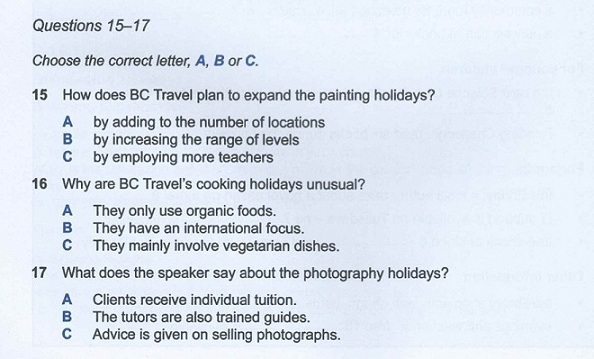 Questions 15–17
Choose the correct letter, A, B or C.
15 How does BC Travel plan to expand the painting holidays?
A by adding to the number of locations
B by increasing the range of levels
C by employing more teachers
16 Why are BC Travel's cooking holidays unusual?
A They only use organic foods.
B They have an international focus.
C They mainly involve vegetarian dishes.
17 What does the speaker say about the photography holidays?
A Clients receive individual tuition.
B The tutors are also trained guides.
C Advice is given on selling photographs.